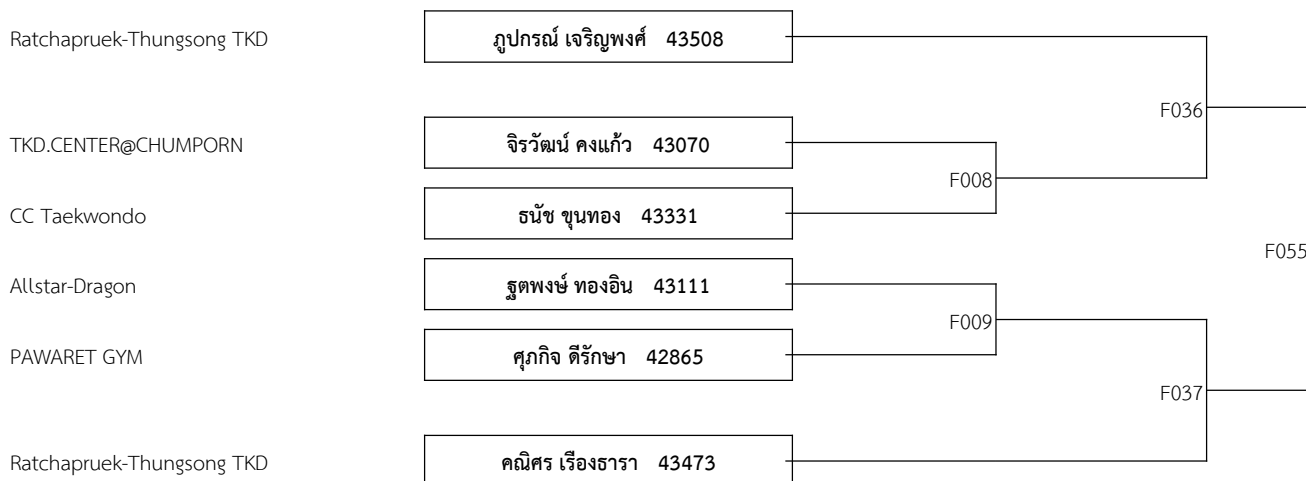 Ratchapruek-Thungsong TKD ภูปกรณ์ เจริญพงศ์ 43508
F036
TKD.CENTER@CHUMPORN จิรวัฒน์ คงแก้ว 43070
F008
CC Taekwondo ธนัช ขุนทอง 43331
F055
Allstar-Dragon ฐตพงษ์ ทองอิน 43111
F009
PAWARET GYM ศุภกิจ ดีรักษา 42865
F037
Ratchapruek-Thungsong TKD คณิศร เรืองธารา 43473